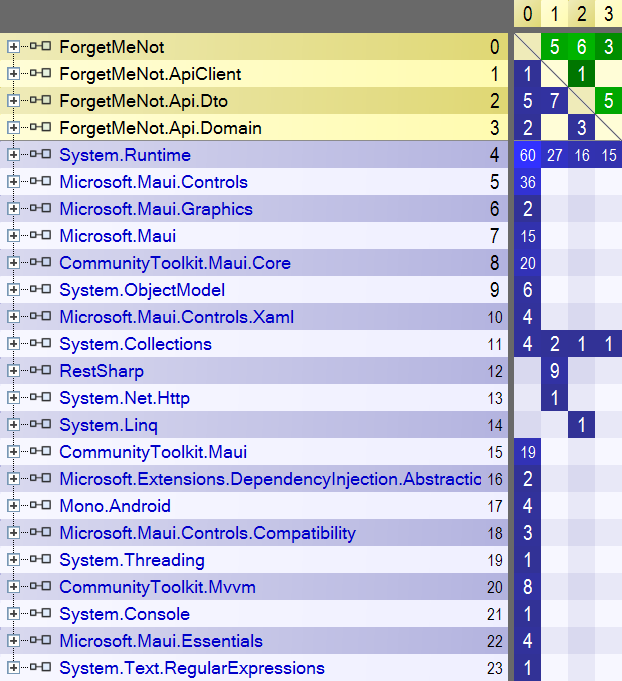 0 1 2 3
ForgetMeNot 0 5 6 3
ForgetMeNot.ApiClient 1 1 1
ForgetMeNot.Api.Dto 2 5 7 5
ForgetMeNot.Api.Domain 3 2 3
System.Runtime 4 60 27 16 15
Microsoft.Maui.Controls 5 36
Microsoft.Maui.Graphics 6 2
Microsoft.Maui 7 15
CommunityToolkit.Maui.Core 8 20
System.ObjectModel 9 6
Microsoft.Maui.Controls.Xaml 10 4
System.Collections 11 4 2 1 1
RestSharp 12 9
System.Net.Http 13 1
System.Linq 14 1
CommunityToolkit.Maui 15 19
Microsoft.Extensions.DependencyInjection.Abstractic 16 2
Mono.Android 17 4
Microsoft.Maui.Controls.Compatibility 18 3
System.Threading 19 1
CommunityToolkit.Mvvm 20 8
System.Console 21 1
Microsoft.Maui.Essentials 22 4
System.Text.RegularExpressions 23 1